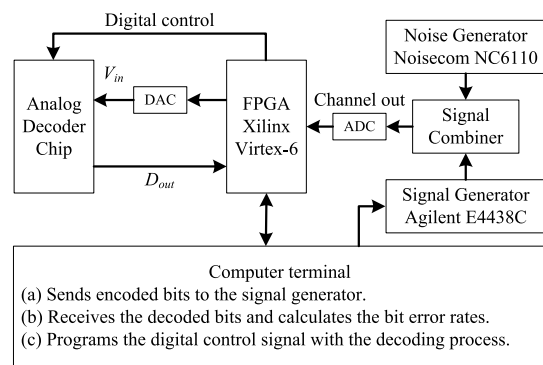 Digital control
Noise Generator
Noisecom NC6110
V_in
Analog
Decoder
Chip
DAC
FPGA
Xilinx
Virtex-6
Channel out
ADC
Signal
Combiner
D_out
Signal Generator
Agilent E4438C
Computer terminal
(a) Sends encoded bits to the signal generator.
(b) Receives the decoded bits and calculates the bit error rates.
(c) Programs the digital control signal with the decoding process.